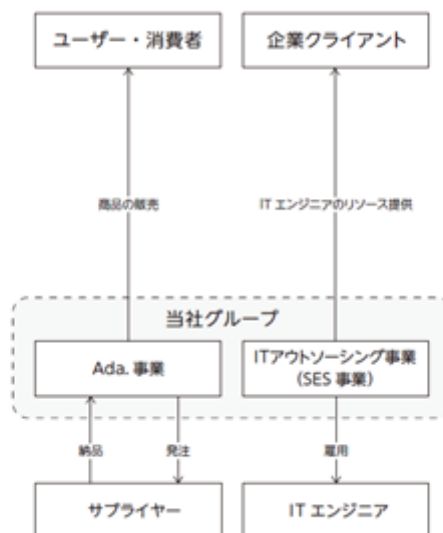 ユーザー・消費者
企業クライアント
商品の販売
ITエンジニアのリソース提供
当社グループ
Ada. 事業
ITアウトソーシング事業
(SES 事業)
納品
発注
雇用
サプライヤー
IT エンジニア